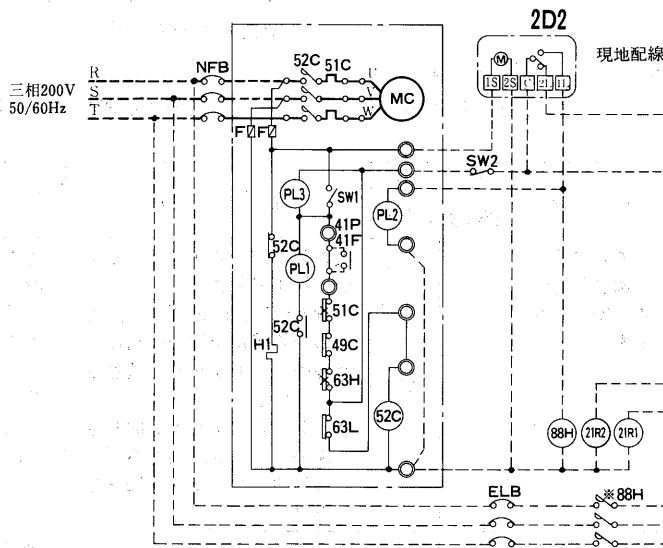 2D2
現地配線
M
1S 2S C 2L 1L
NFB
52C 51C
R
S
T
三相200V
50/60Hz
U
V
W
MC
F F
SW2
SW1
PL3
PL2
41P
41F
52C
PL1
52C
51C
49C
H1
63H
63L
52C
88H 21R2 21R1
ELB
※88H